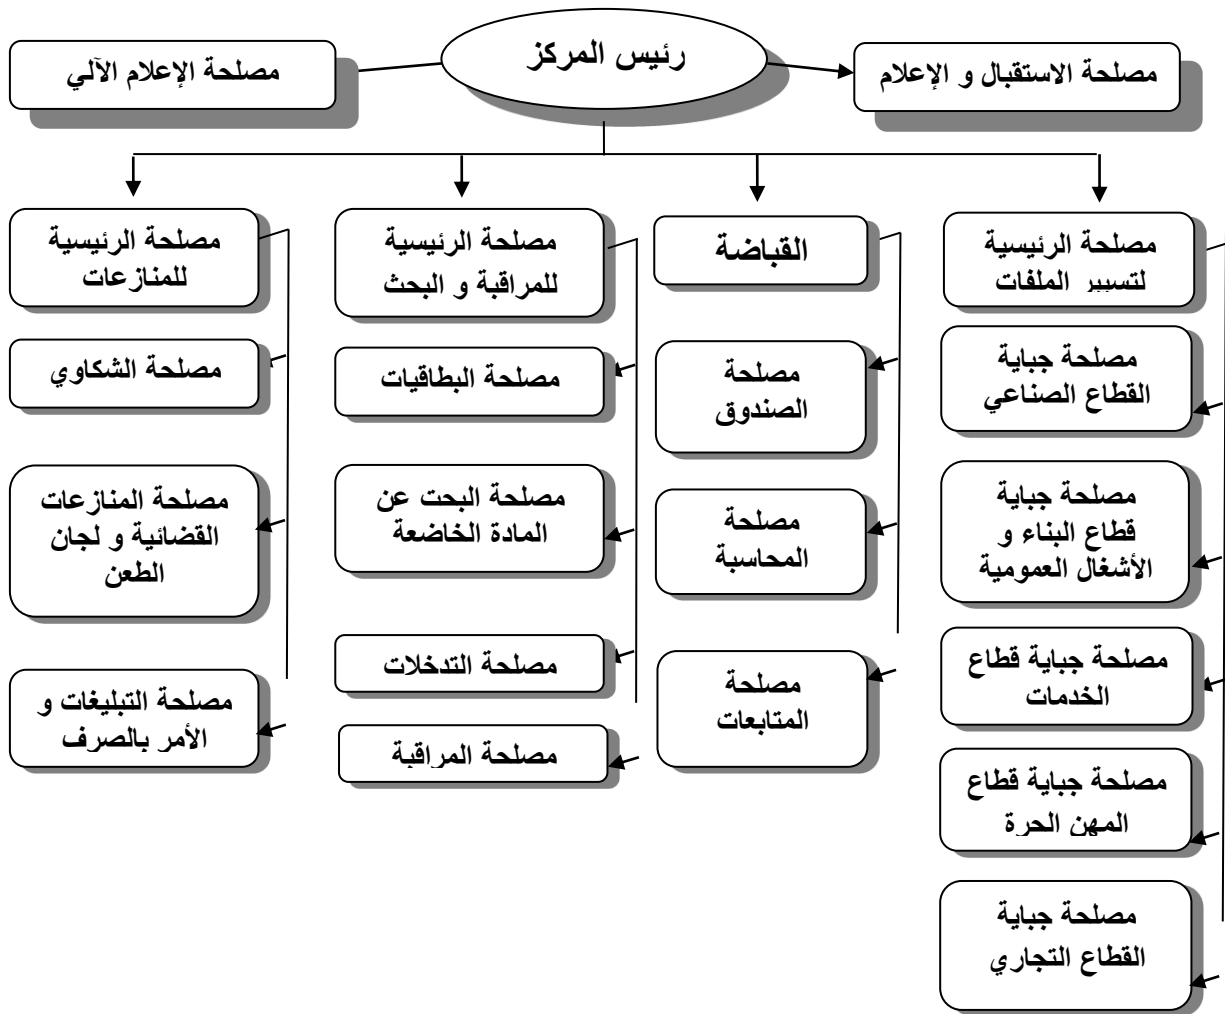 رئيس المركز
مصلحة الاستقبال و الإعلام
مصلحة الإعلام الآلي
مصلحة الرئيسية
لتسيير الملفات
مصلحة جباية
القطاع الصناعي
مصلحة جباية
قطاع البناء و
الأشغال العمومية
مصلحة جباية قطاع
الخدمات
مصلحة جباية قطاع
المهن الحرة
مصلحة جباية
القطاع التجاري
القباضة
مصلحة
الصندوق
مصلحة
المحاسبة
مصلحة
المتابعات
مصلحة الرئيسية
للمراقبة و البحث
مصلحة البطاقيات
مصلحة البحت عن
المادة الخاضعة
مصلحة التدخلات
مصلحة المراقبة
مصلحة الرئيسية
للمنازعات
مصلحة الشكاوي
مصلحة المنازعات
القضائية و لجان
الطعن
مصلحة التبليغات و
الأمر بالصرف